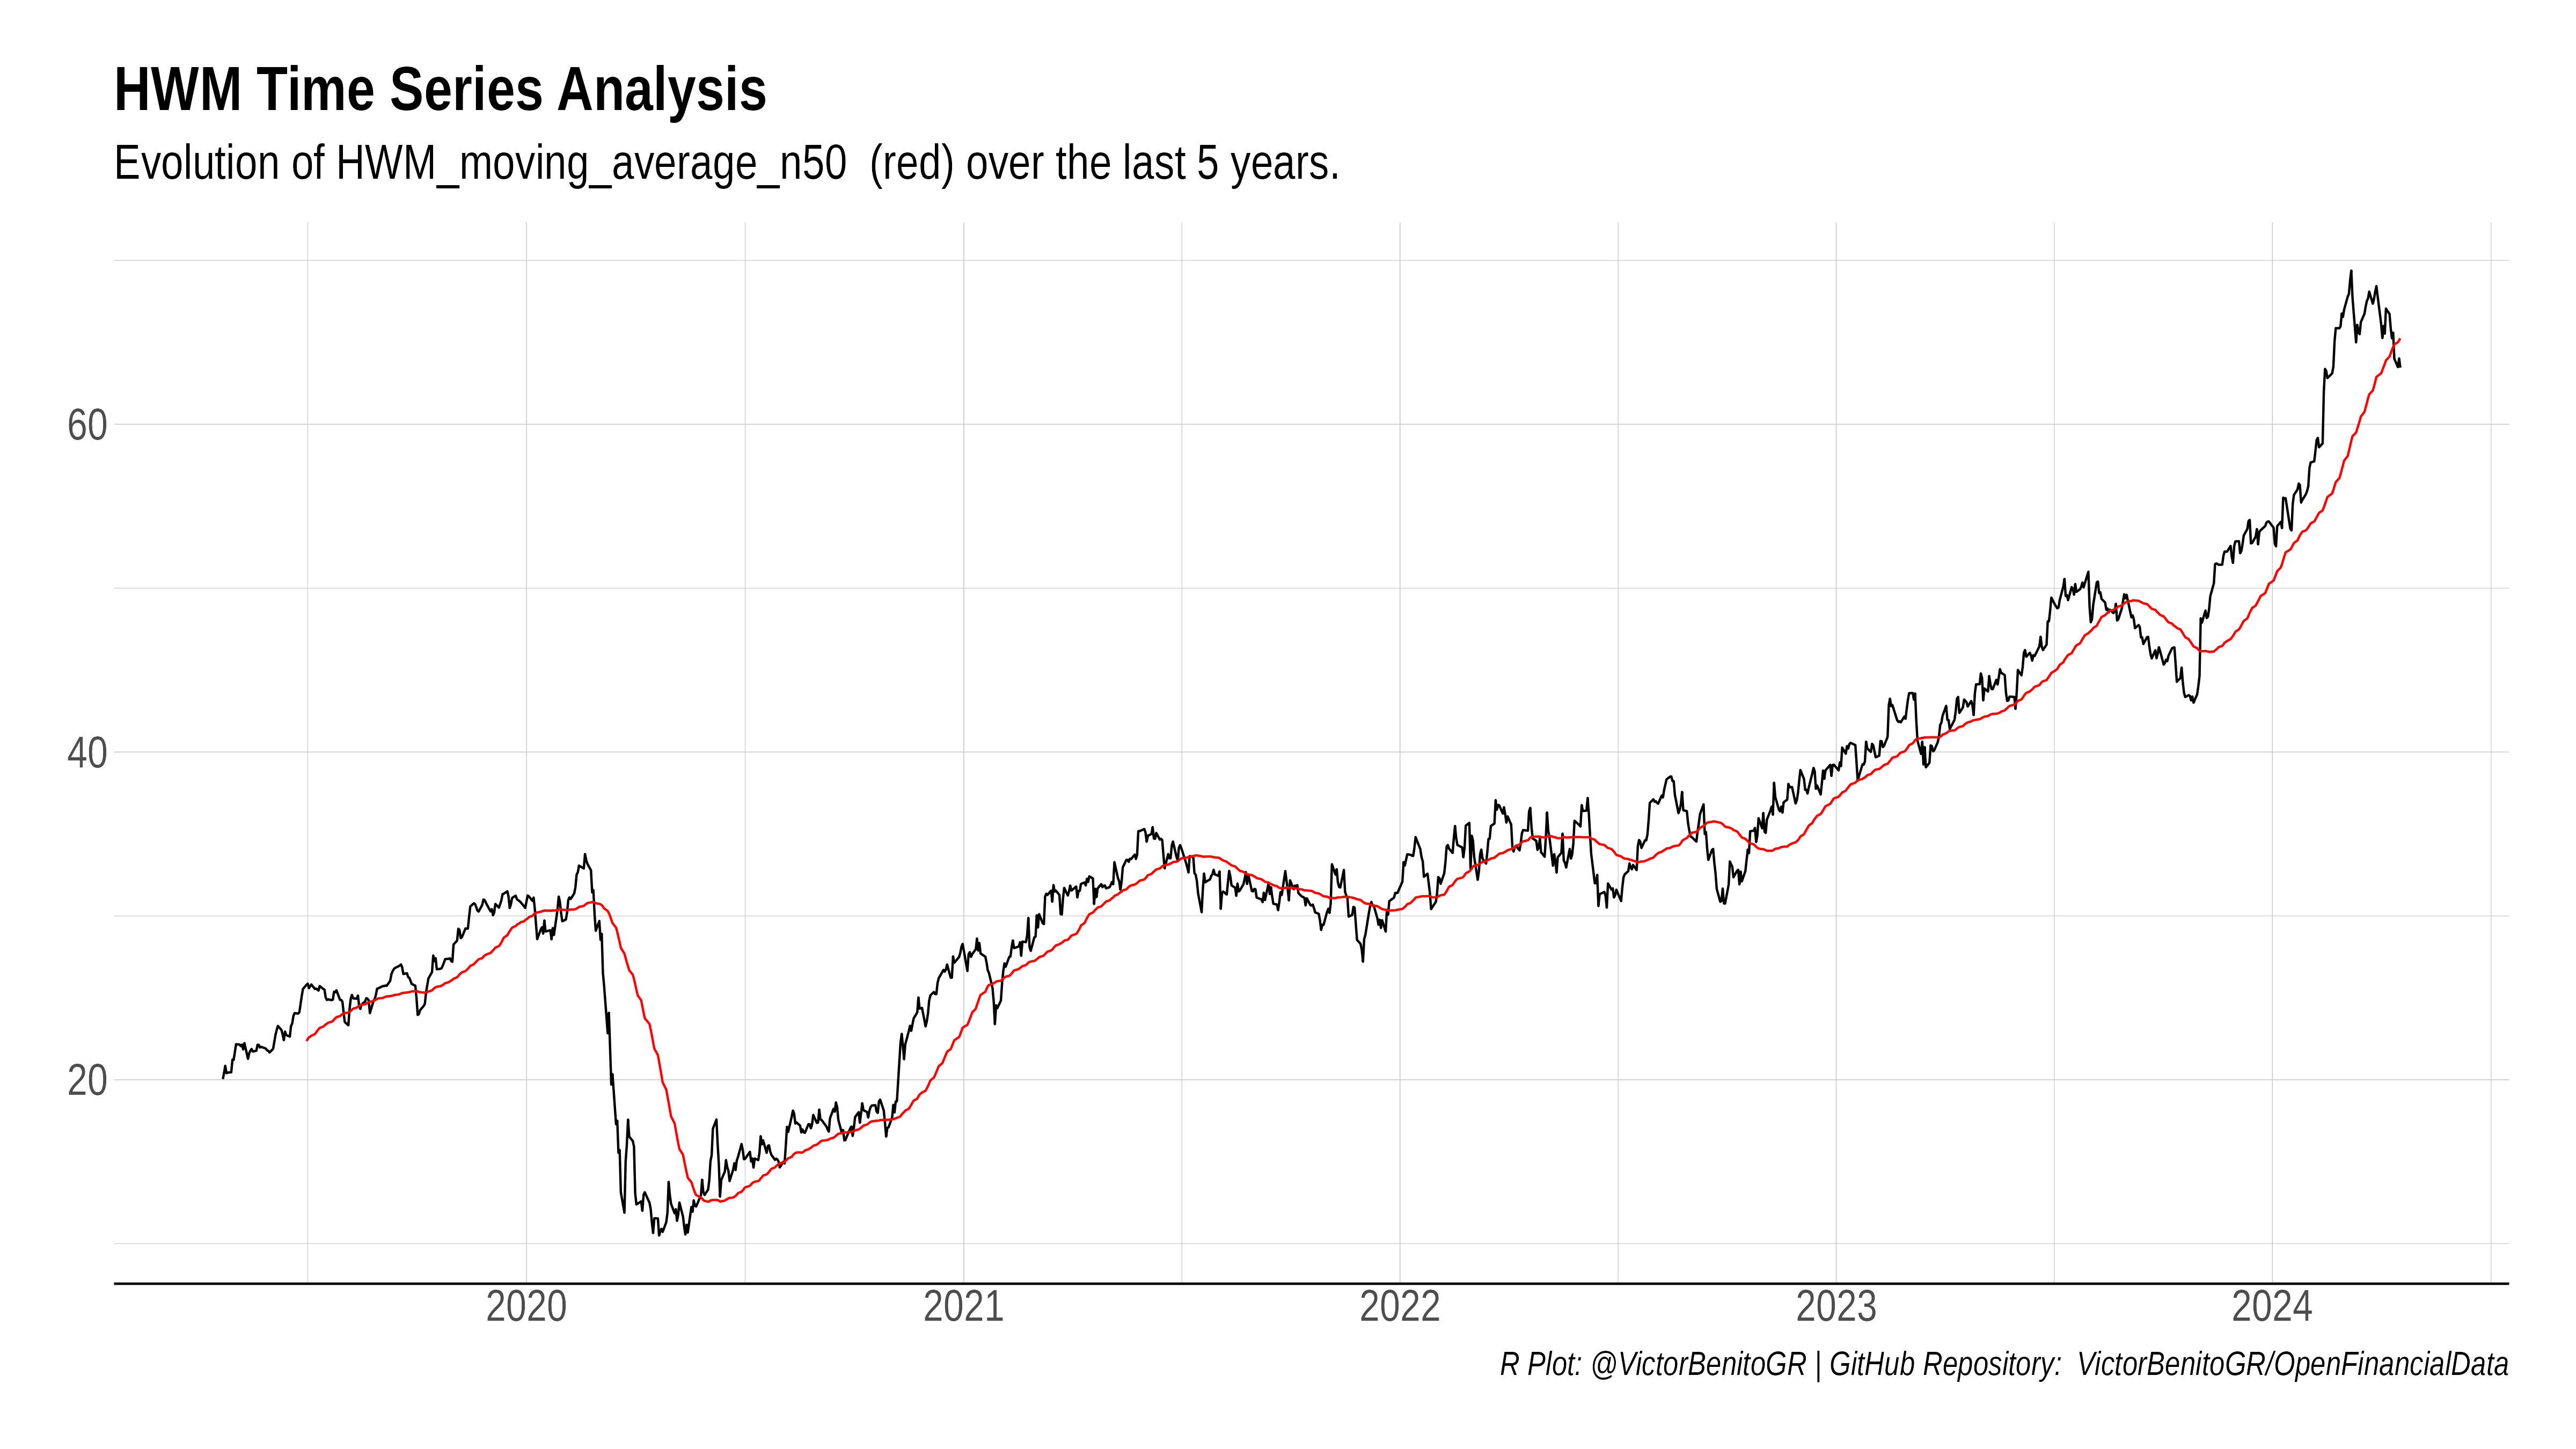 HWM Time Series Analysis
Evolution of HWM_moving_average_n50  (red) over the last 5 years.
60
40
20
2020 2021 2022 2023 2024
R Plot: @VictorBenitoGR | GitHub Repository:  VictorBenitoGR/OpenFinancialData